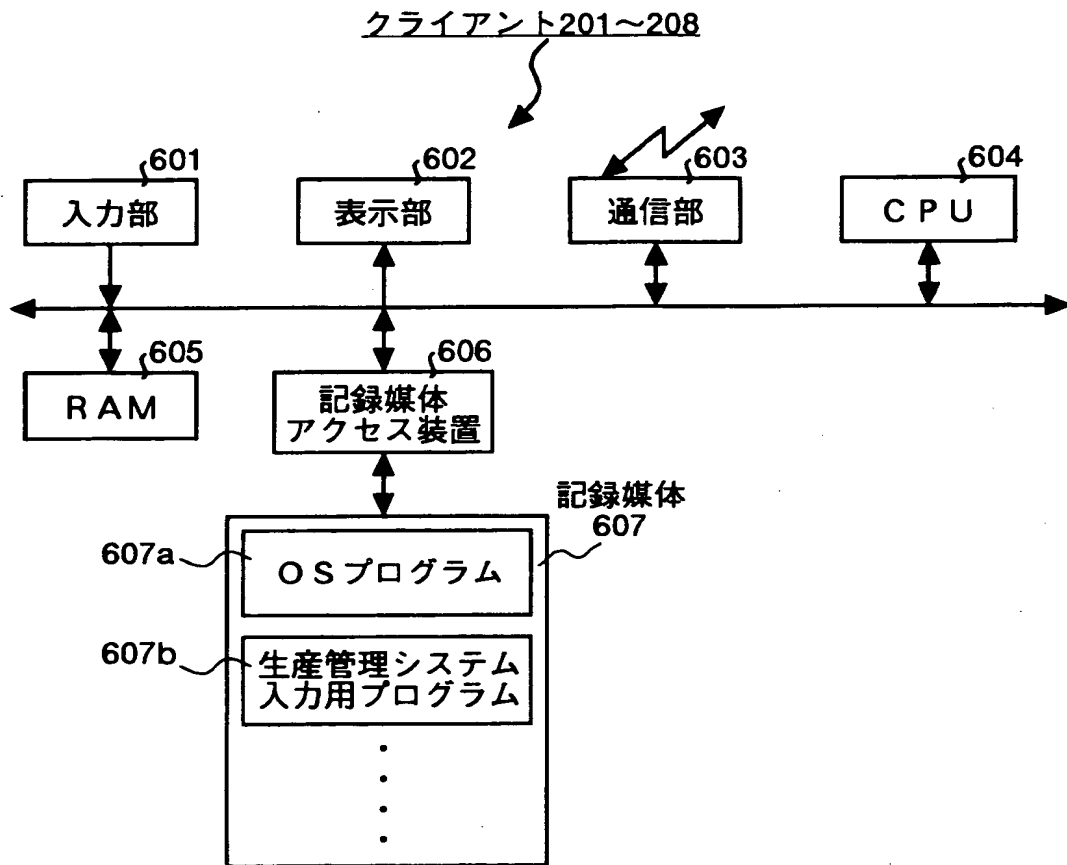 クライアント201〜208
601
602
603
604
入力部
表示部
通信部
CPU
605
606
RAM
記録媒体
アクセス装置
記録媒体
607
607a
OSプログラム
607b
生産管理システム
入力用プログラム